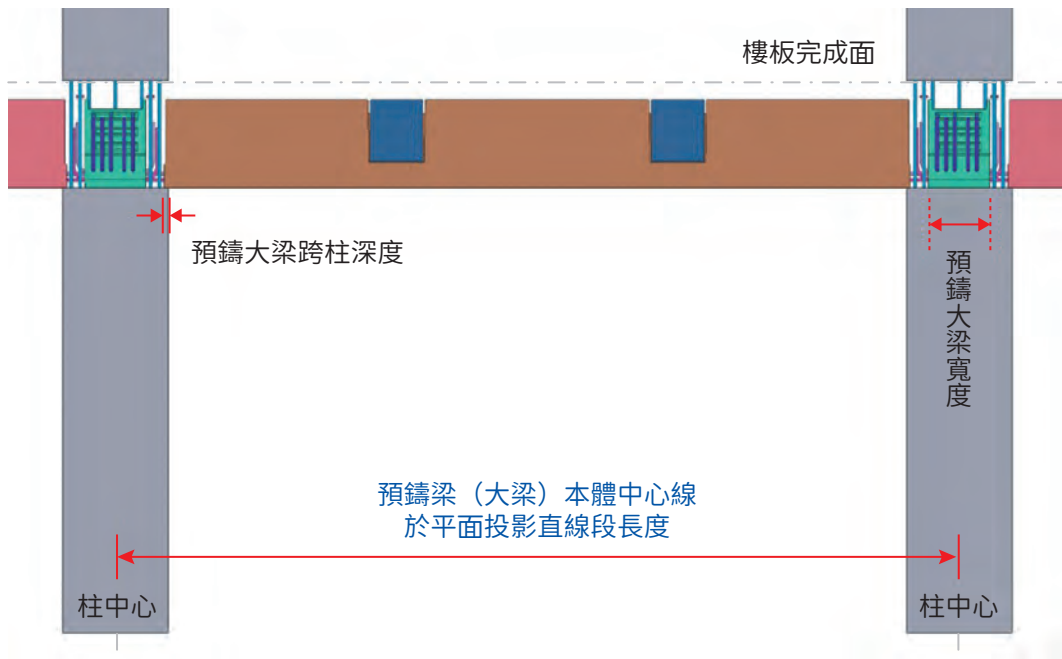 樓板完成面
預鑄大梁跨柱深度
預鑄大梁寬度
預鑄梁（大梁）本體中心線
於平面投影直線段長度
柱中心
柱中心